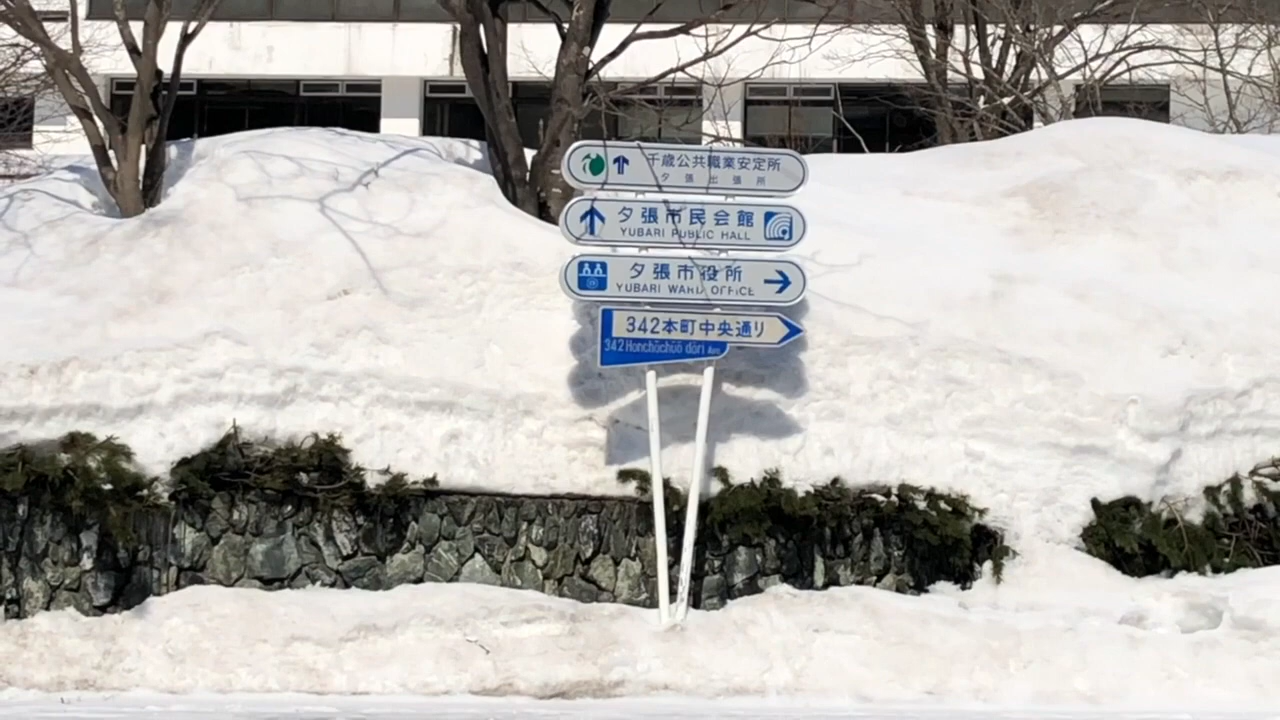 千歳公共職業安定所
夕張出張所
夕張市民会館
YUBARI PUBLIC HALL
夕張市役所
YUBARI WARD OFFICE
342本町中央通り
342 Honchōchūō dōri Ave